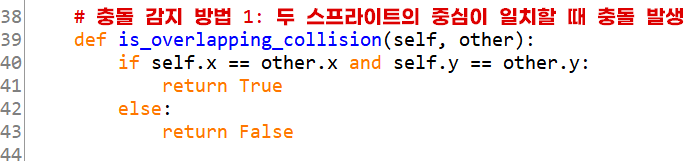 38 # 충돌 감지 방법 1: 두 스프라이트의 중심이 일치할 때 충돌 발생
39 def is_overlapping_collision(self, other):
40 if self.x == other.x and self.y == other.y:
41 return True
42 else:
43 return False
44